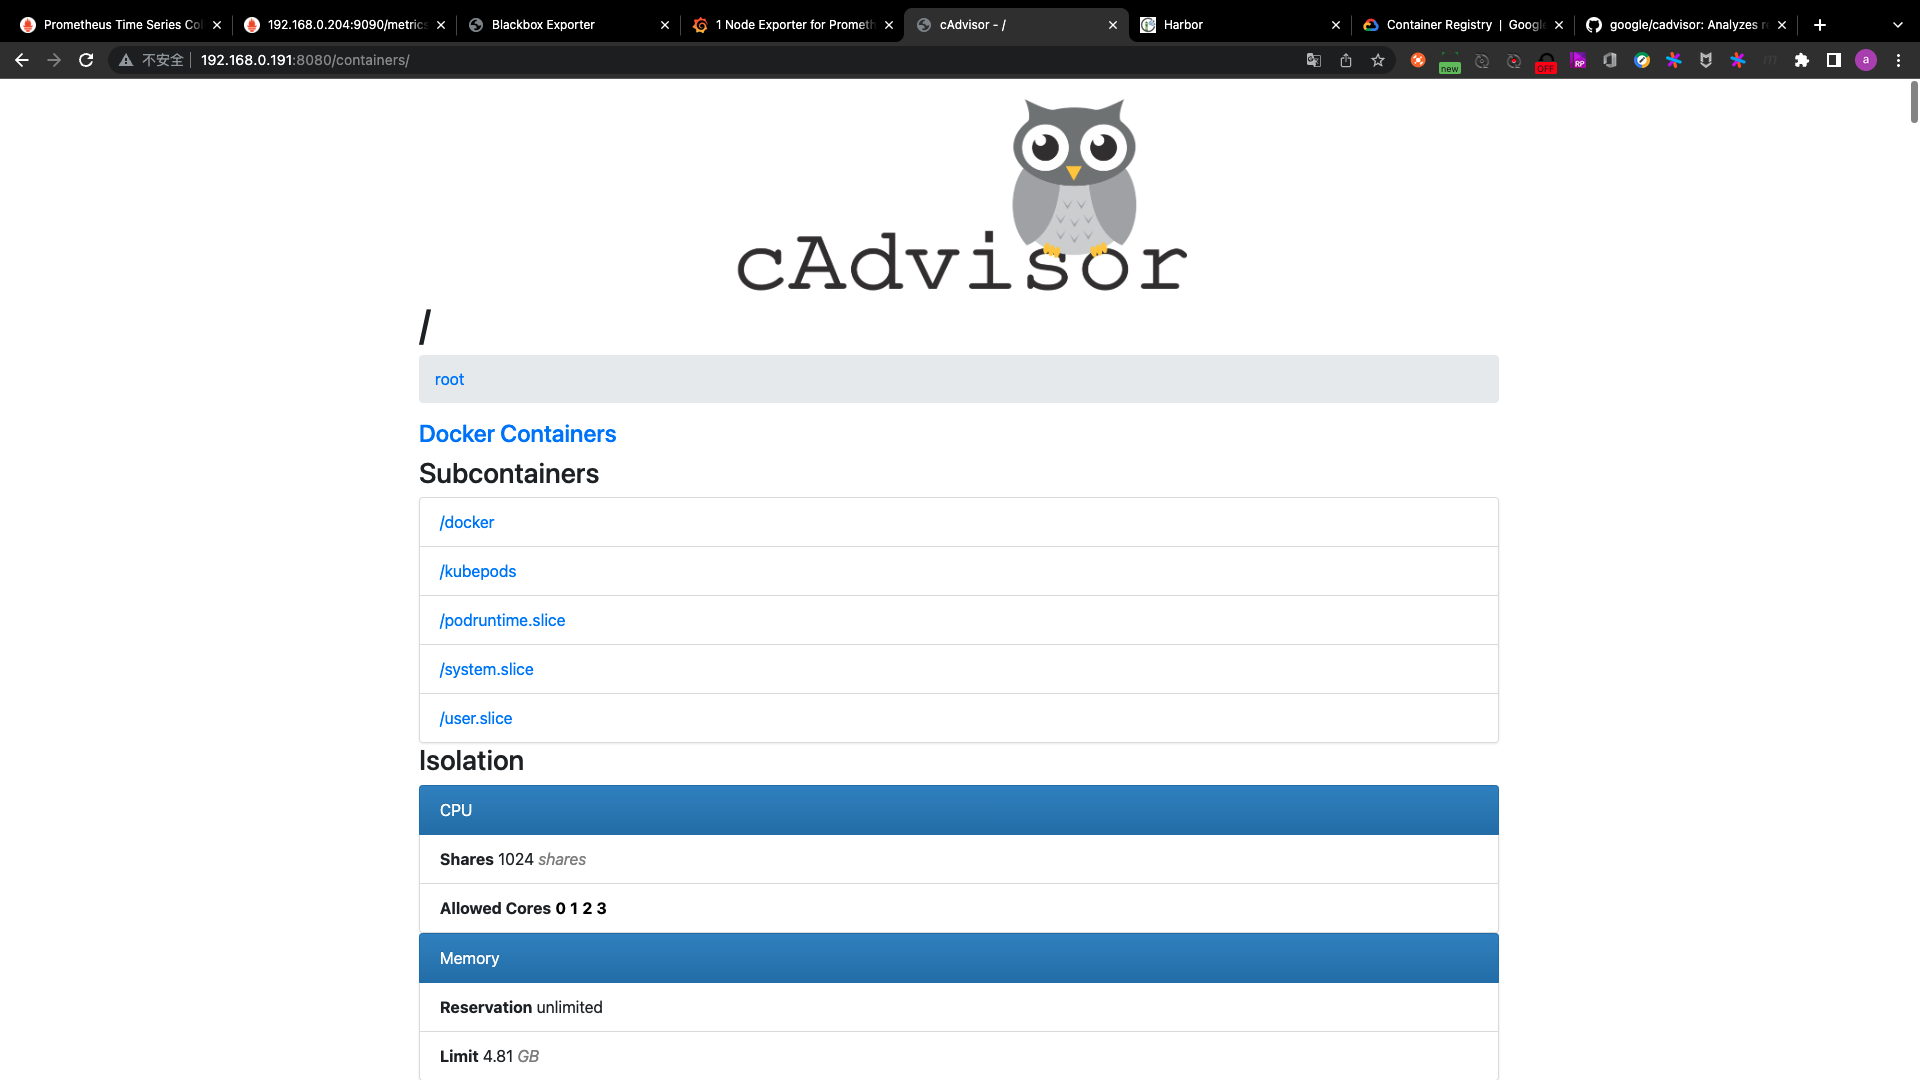 Prometheus Time Series Col
192.168.0.204:9090/metrics
Blackbox Exporter
1 Node Exporter for Prometh
cAdvisor - /
Harbor
Container Registry | Google
google/cadvisor: Analyzes re
不安全
192.168.0.191:8080/containers/
new
OFF
RP
a
cAdvisor
/
root
Docker Containers
Subcontainers
/docker
/kubepods
/podruntime.slice
/system.slice
/user.slice
Isolation
CPU
Shares 1024 shares
Allowed Cores 0 1 2 3
Memory
Reservation unlimited
Limit 4.81 GB